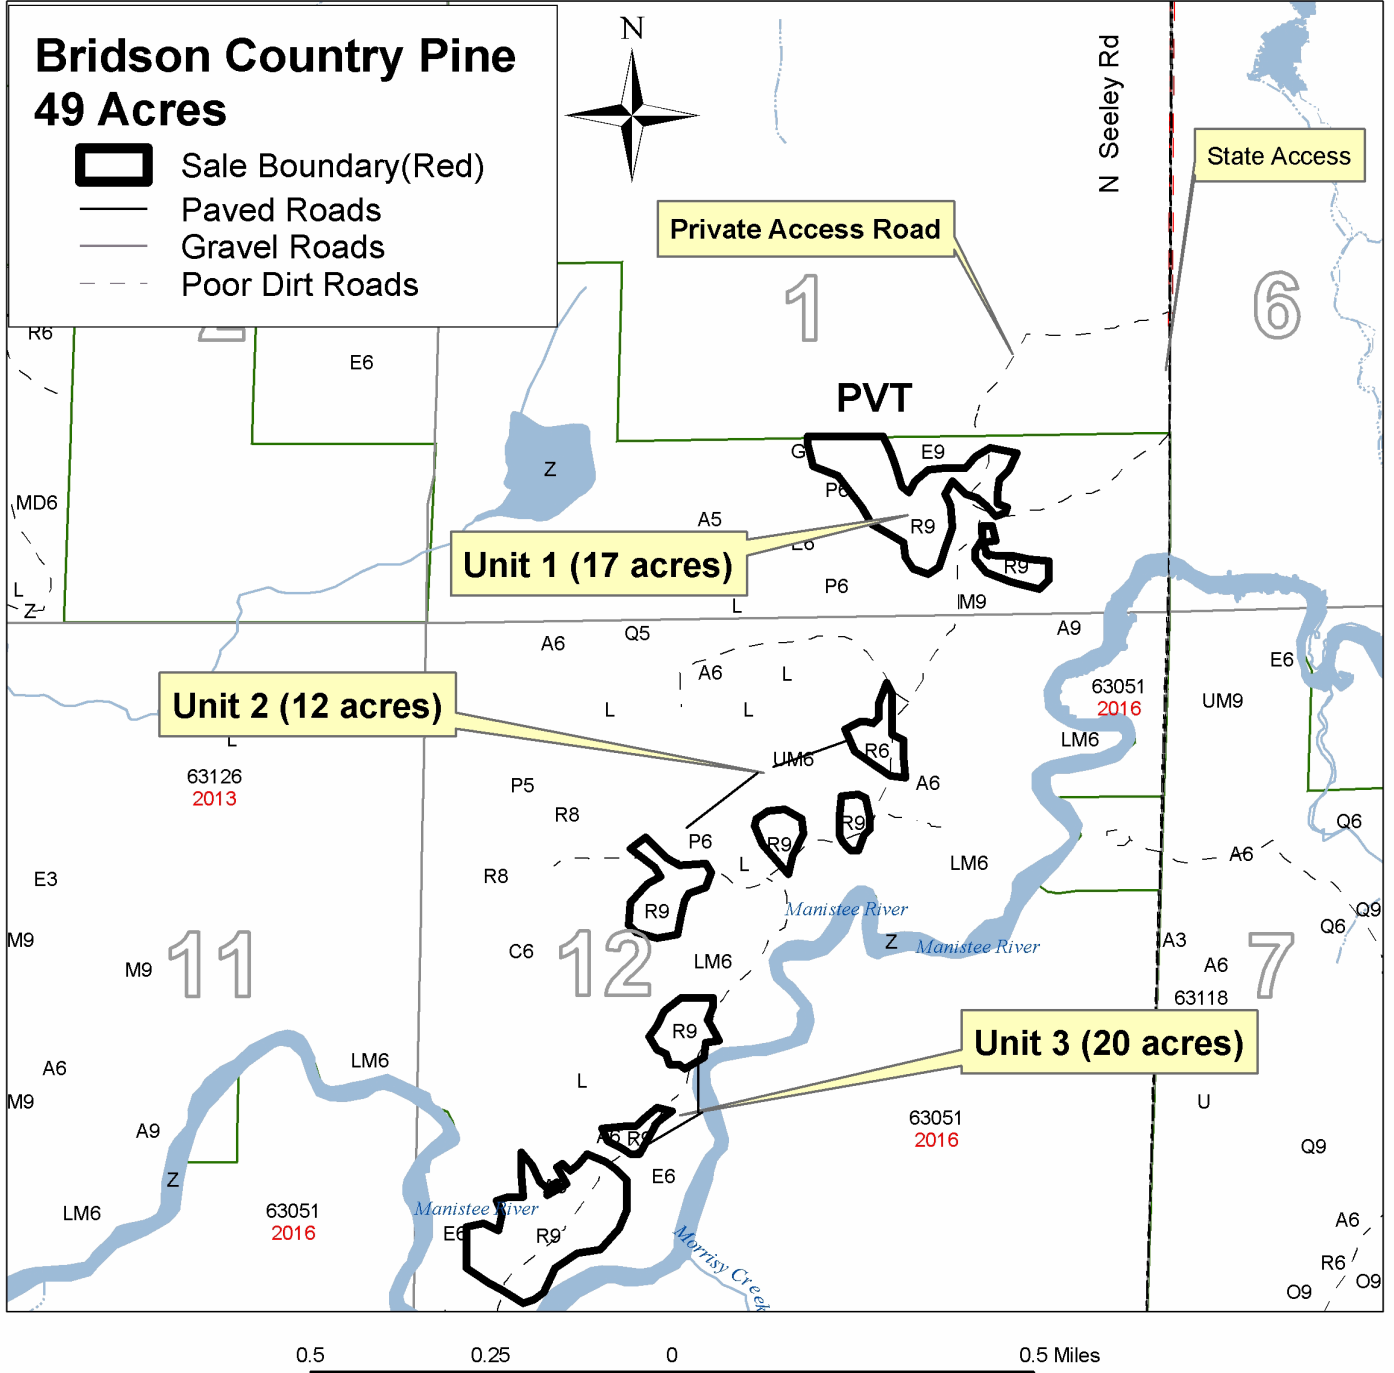 Bridson Country Pine
49 Acres
Sale Boundary(Red)
Paved Roads
Gravel Roads
Poor Dirt Roads
N
N Seeley Rd
State Access
Private Access Road
1
6
2
R6
E6
PVT
G
E9
Z
P6
MD6
A5
R9
E6
Unit 1 (17 acres)
R9
P6
L
Z
L
M9
A6
Q5
A9
E6
A6
L
63051
2016
UM9
Unit 2 (12 acres)
L
L
LM6
L
UM6
R6
A6
63126
2013
P5
R8
R9
Q6
P6
R9
L
LM6
A6
E3
R8
R9
Manistee River
Q9
Q6
M9
C6
Z
Manistee River
A3
11
12
7
M9
LM6
A6
63118
R9
Unit 3 (20 acres)
A6
LM6
L
M9
U
63051
2016
A9
A6
R9
Q9
Z
E6
LM6
63051
2016
Manistee River
E6
R9
A6
Morrisy Creek
R6
O9
O9
0.5
0.25
0
0.5 Miles